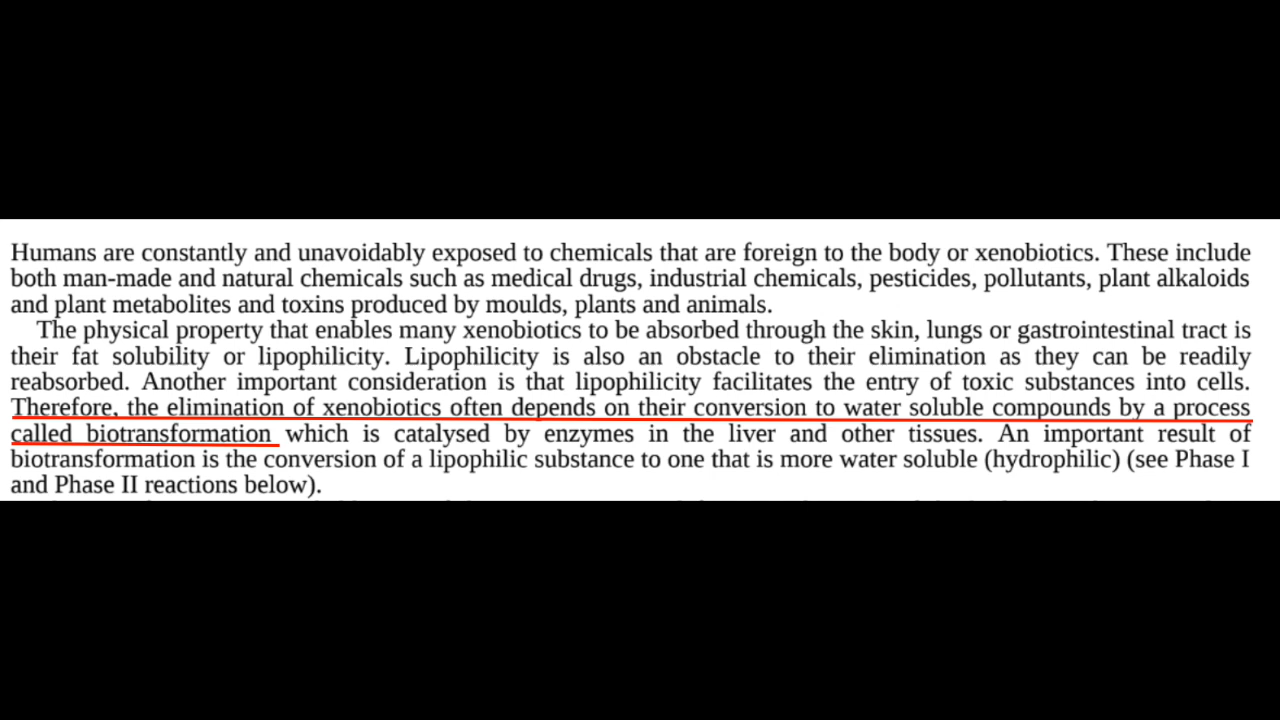 Humans are constantly and unavoidably exposed to chemicals that are foreign to the body or xenobiotics. These include
both man-made and natural chemicals such as medical drugs, industrial chemicals, pesticides, pollutants, plant alkaloids
and plant metabolites and toxins produced by moulds, plants and animals.
The physical property that enables many xenobiotics to be absorbed through the skin, lungs or gastrointestinal tract is
their fat solubility or lipophilicity. Lipophilicity is also an obstacle to their elimination as they can be readily
reabsorbed. Another important consideration is that lipophilicity facilitates the entry of toxic substances into cells.
Therefore, the elimination of xenobiotics often depends on their conversion to water soluble compounds by a process
called biotransformation which is catalysed by enzymes in the liver and other tissues. An important result of
biotransformation is the conversion of a lipophilic substance to one that is more water soluble (hydrophilic) (see Phase I
and Phase II reactions below).